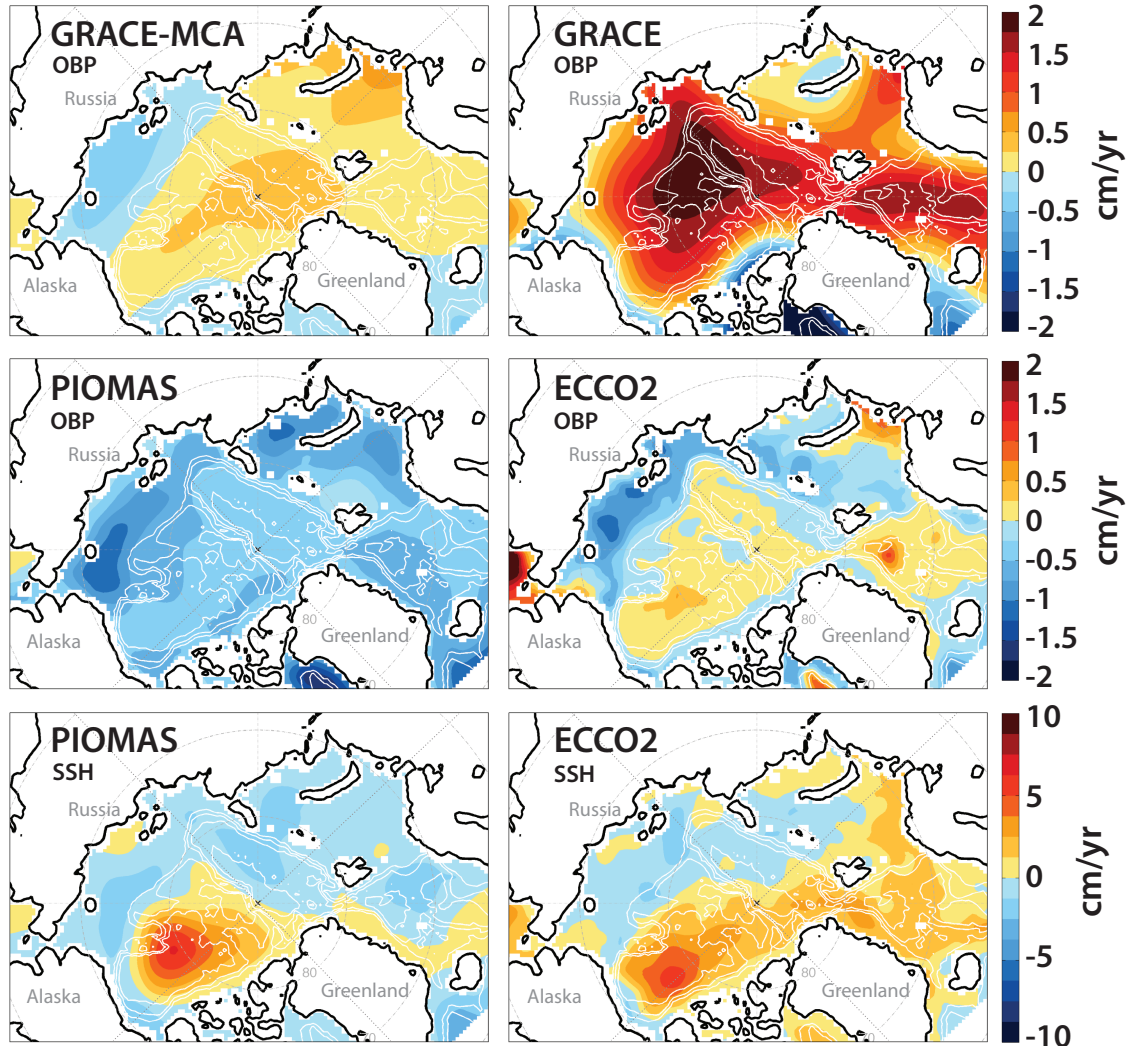 GRACE-MCA
OBP
Russia
Alaska
Greenland
80
GRACE
OBP
Russia
Alaska
Greenland
80
2
1.5
1
0.5
0
-0.5
-1
-1.5
-2
cm/yr
PIOMAS
OBP
Russia
Alaska
Greenland
80
ECCO2
OBP
Russia
Alaska
Greenland
80
2
1.5
1
0.5
0
-0.5
-1
-1.5
-2
cm/yr
PIOMAS
SSH
Russia
Alaska
Greenland
80
ECCO2
SSH
Russia
Alaska
Greenland
80
10
5
0
-5
-10
cm/yr